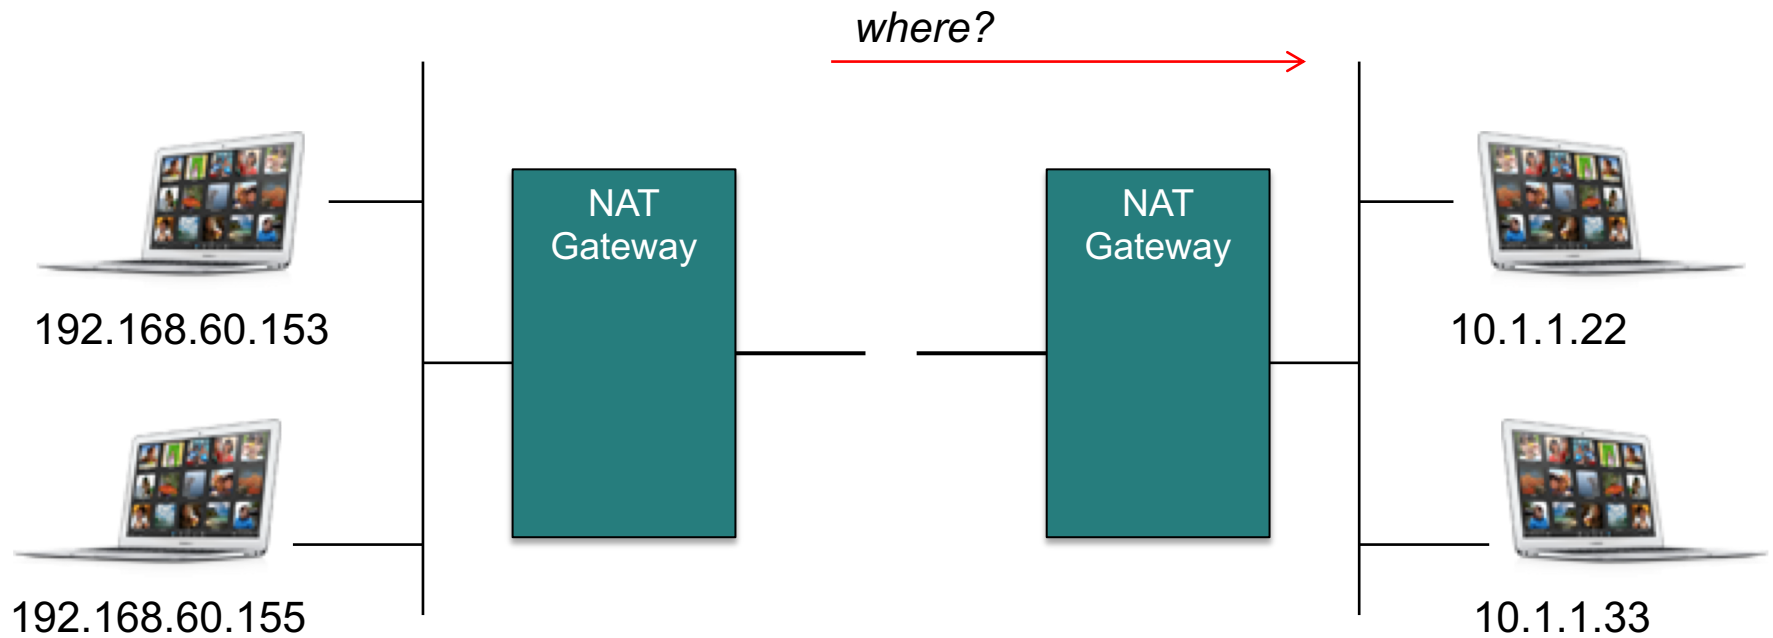 where?
NAT
Gateway
NAT
Gateway
192.168.60.153
10.1.1.22
192.168.60.155
10.1.1.33